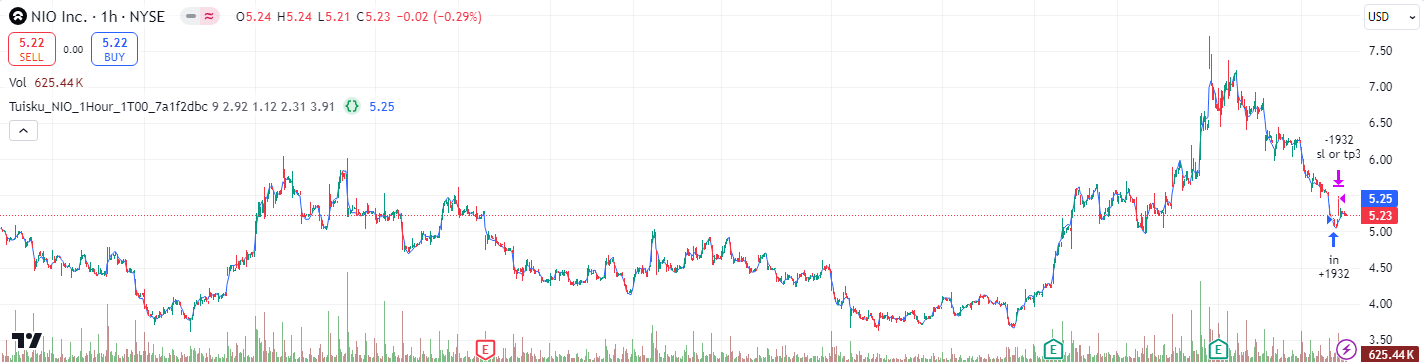 NIO Inc. · 1h · NYSE O5.24 H5.24 L5.21 C5.23 −0.02 (−0.29%)
USD
5.22 SELL
0.00
5.22 BUY
Vol 625.44K
Tuisku_NIO_1Hour_1T00_7a1f2dbc 9 2.92 1.12 2.31 3.91 {} 5.25
7.50
7.00
6.50
6.00
5.25
5.23
5.00
4.50
4.00
3.50
625.44K
-1932
sl or tp3
in
+1932
E
E
E